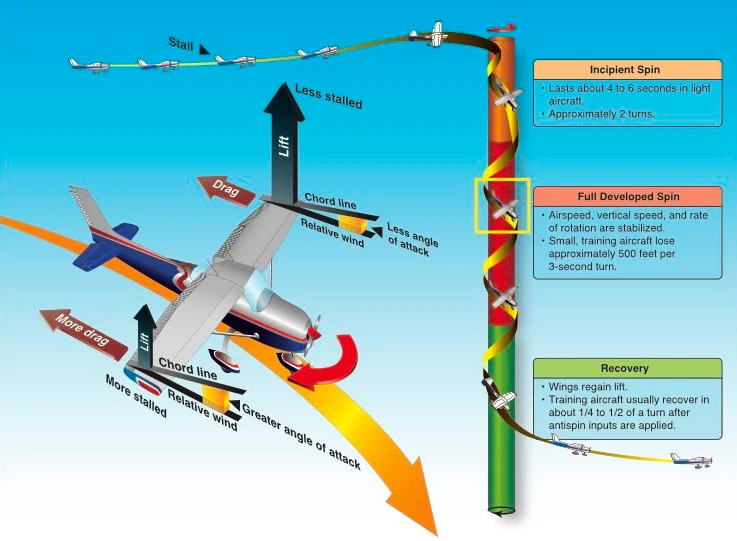 Stall
Less stalled
Lift
Drag
Chord line
Relative wind
Less angle
of attack
More drag
Lift
Chord line
More stalled
Relative wind
Greater angle of attack
Incipient Spin
• Lasts about 4 to 6 seconds in light
aircraft.
• Approximately 2 turns.
Full Developed Spin
• Airspeed, vertical speed, and rate
of rotation are stabilized.
• Small, training aircraft lose
approximately 500 feet per
3-second turn.
Recovery
• Wings regain lift.
• Training aircraft usually recover in
about 1/4 to 1/2 of a turn after
antispin inputs are applied.